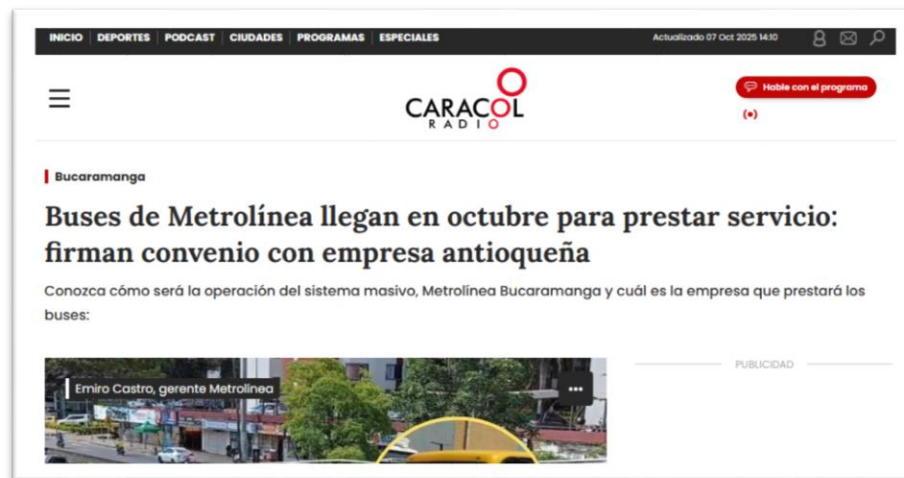 INICIO DEPORTES PODCAST CIUDADES PROGRAMAS ESPECIALES Actualizado 07 Oct 2025 14:10
CARACOL
RADIO
Hable con el programa
Bucaramanga
Buses de Metrolínea llegan en octubre para prestar servicio:
firman convenio con empresa antioqueña
Conozca cómo será la operación del sistema masivo, Metrolínea Bucaramanga y cuál es la empresa que prestará los
buses:
PUBLICIDAD
Emiro Castro, gerente Metrolínea